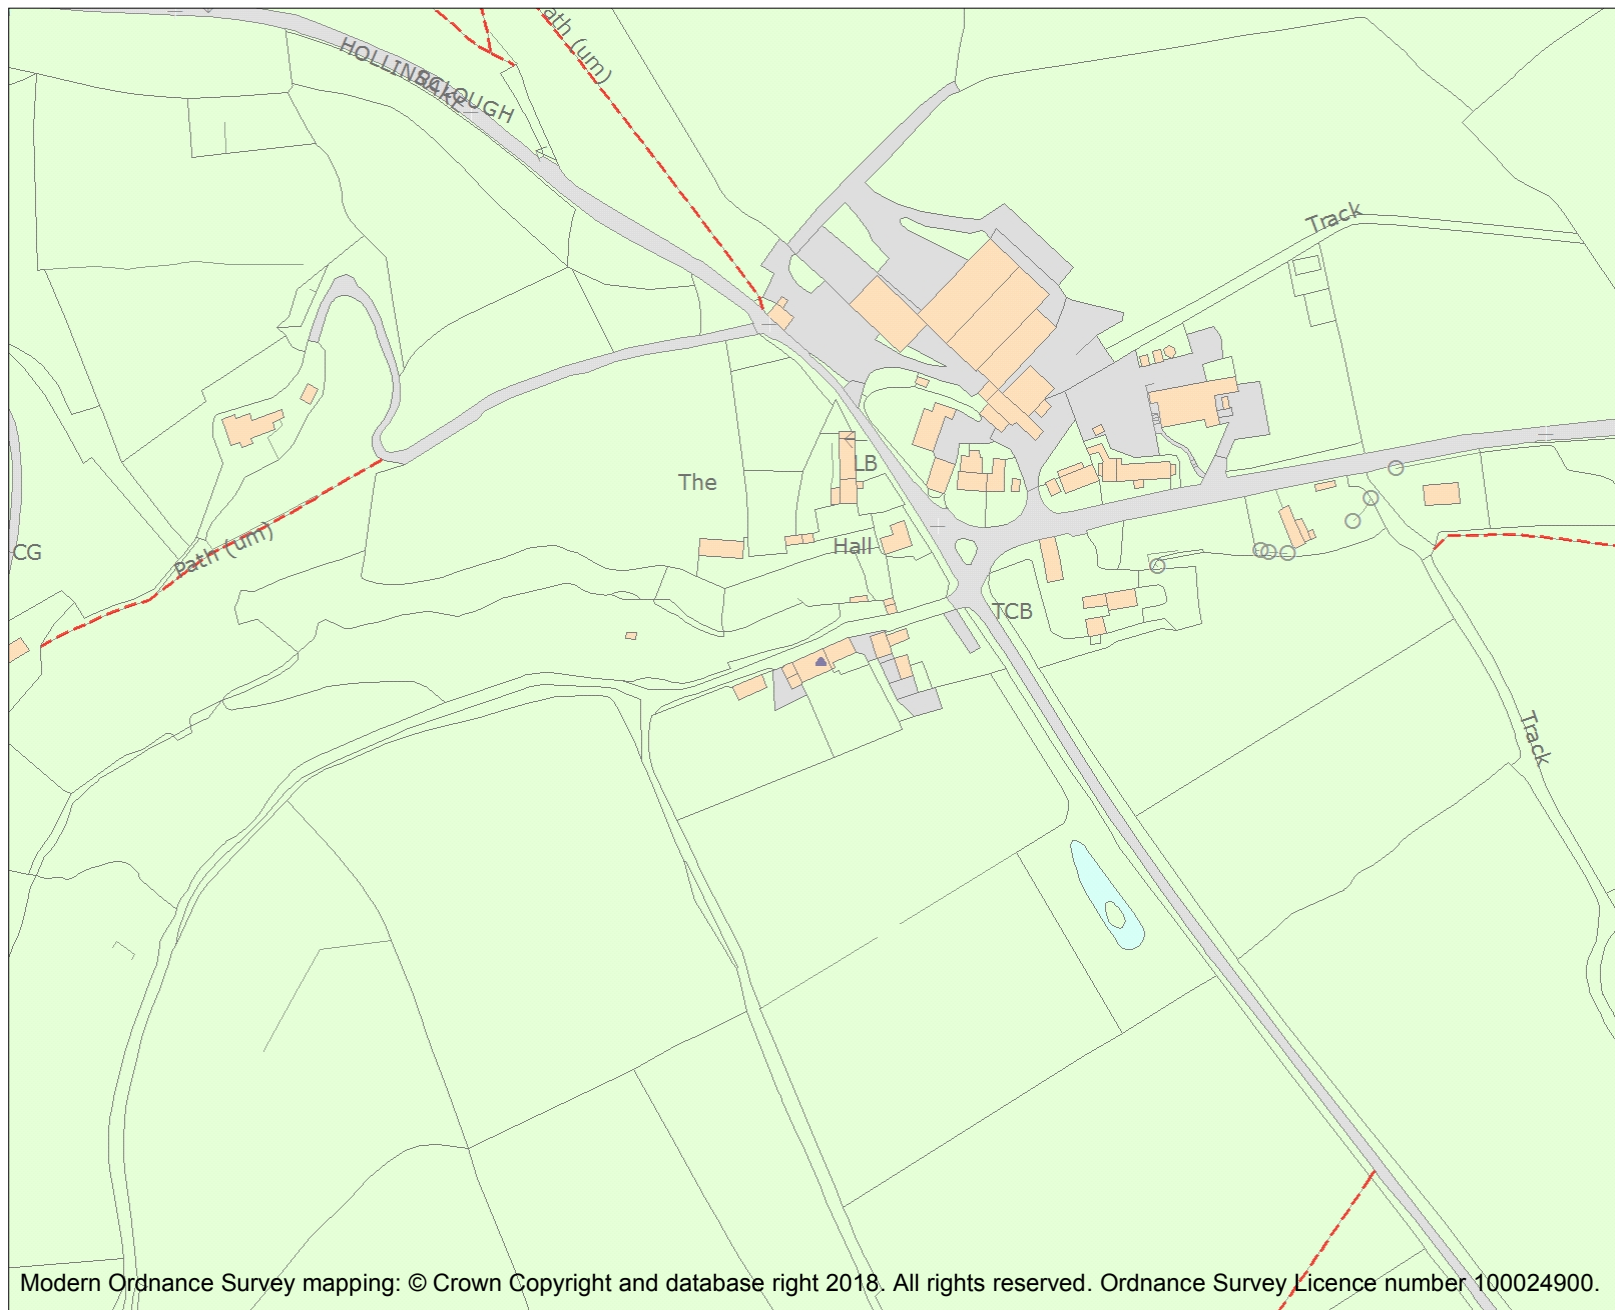 Path (um)
HOLLINSCLOUGH
Track
The
LB
Hall
CG
Path (um)
TCB
Track
Modern Ordnance Survey mapping: © Crown Copyright and database right 2018. All rights reserved. Ordnance Survey Licence number 100024900.